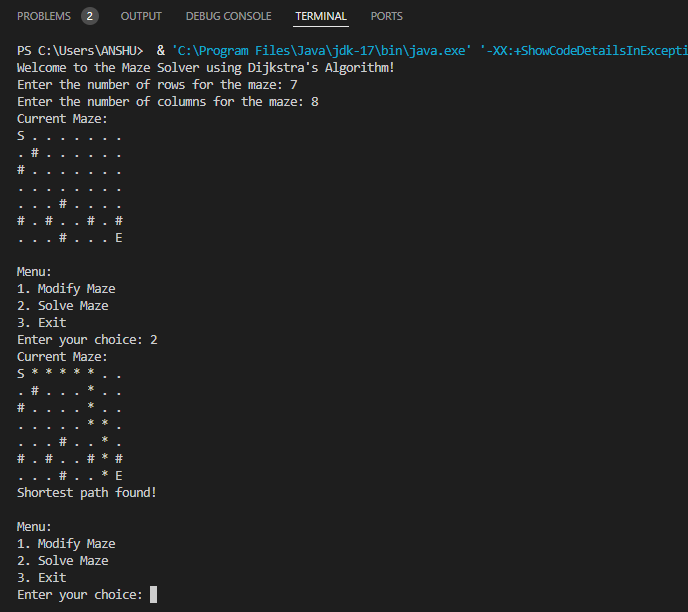 PROBLEMS 2 OUTPUT DEBUG CONSOLE TERMINAL PORTS
PS C:\Users\ANSHU>  & 'C:\Program Files\Java\jdk-17\bin\java.exe' '-XX:+ShowCodeDetailsInExcepti
Welcome to the Maze Solver using Dijkstra's Algorithm!
Enter the number of rows for the maze: 7
Enter the number of columns for the maze: 8
Current Maze:
S . . . . . . .
. # . . . . . .
# . . . . . . .
. . . . . . . .
. . . # . . . .
# . # . . # . #
. . . # . . . E
Menu:
1. Modify Maze
2. Solve Maze
3. Exit
Enter your choice: 2
Current Maze:
S * * * * * . .
. # . . . * . .
# . . . . * . .
. . . . . * * .
. . . # . . * .
# . # . . # * #
. . . # . . * E
Shortest path found!
Menu:
1. Modify Maze
2. Solve Maze
3. Exit
Enter your choice: